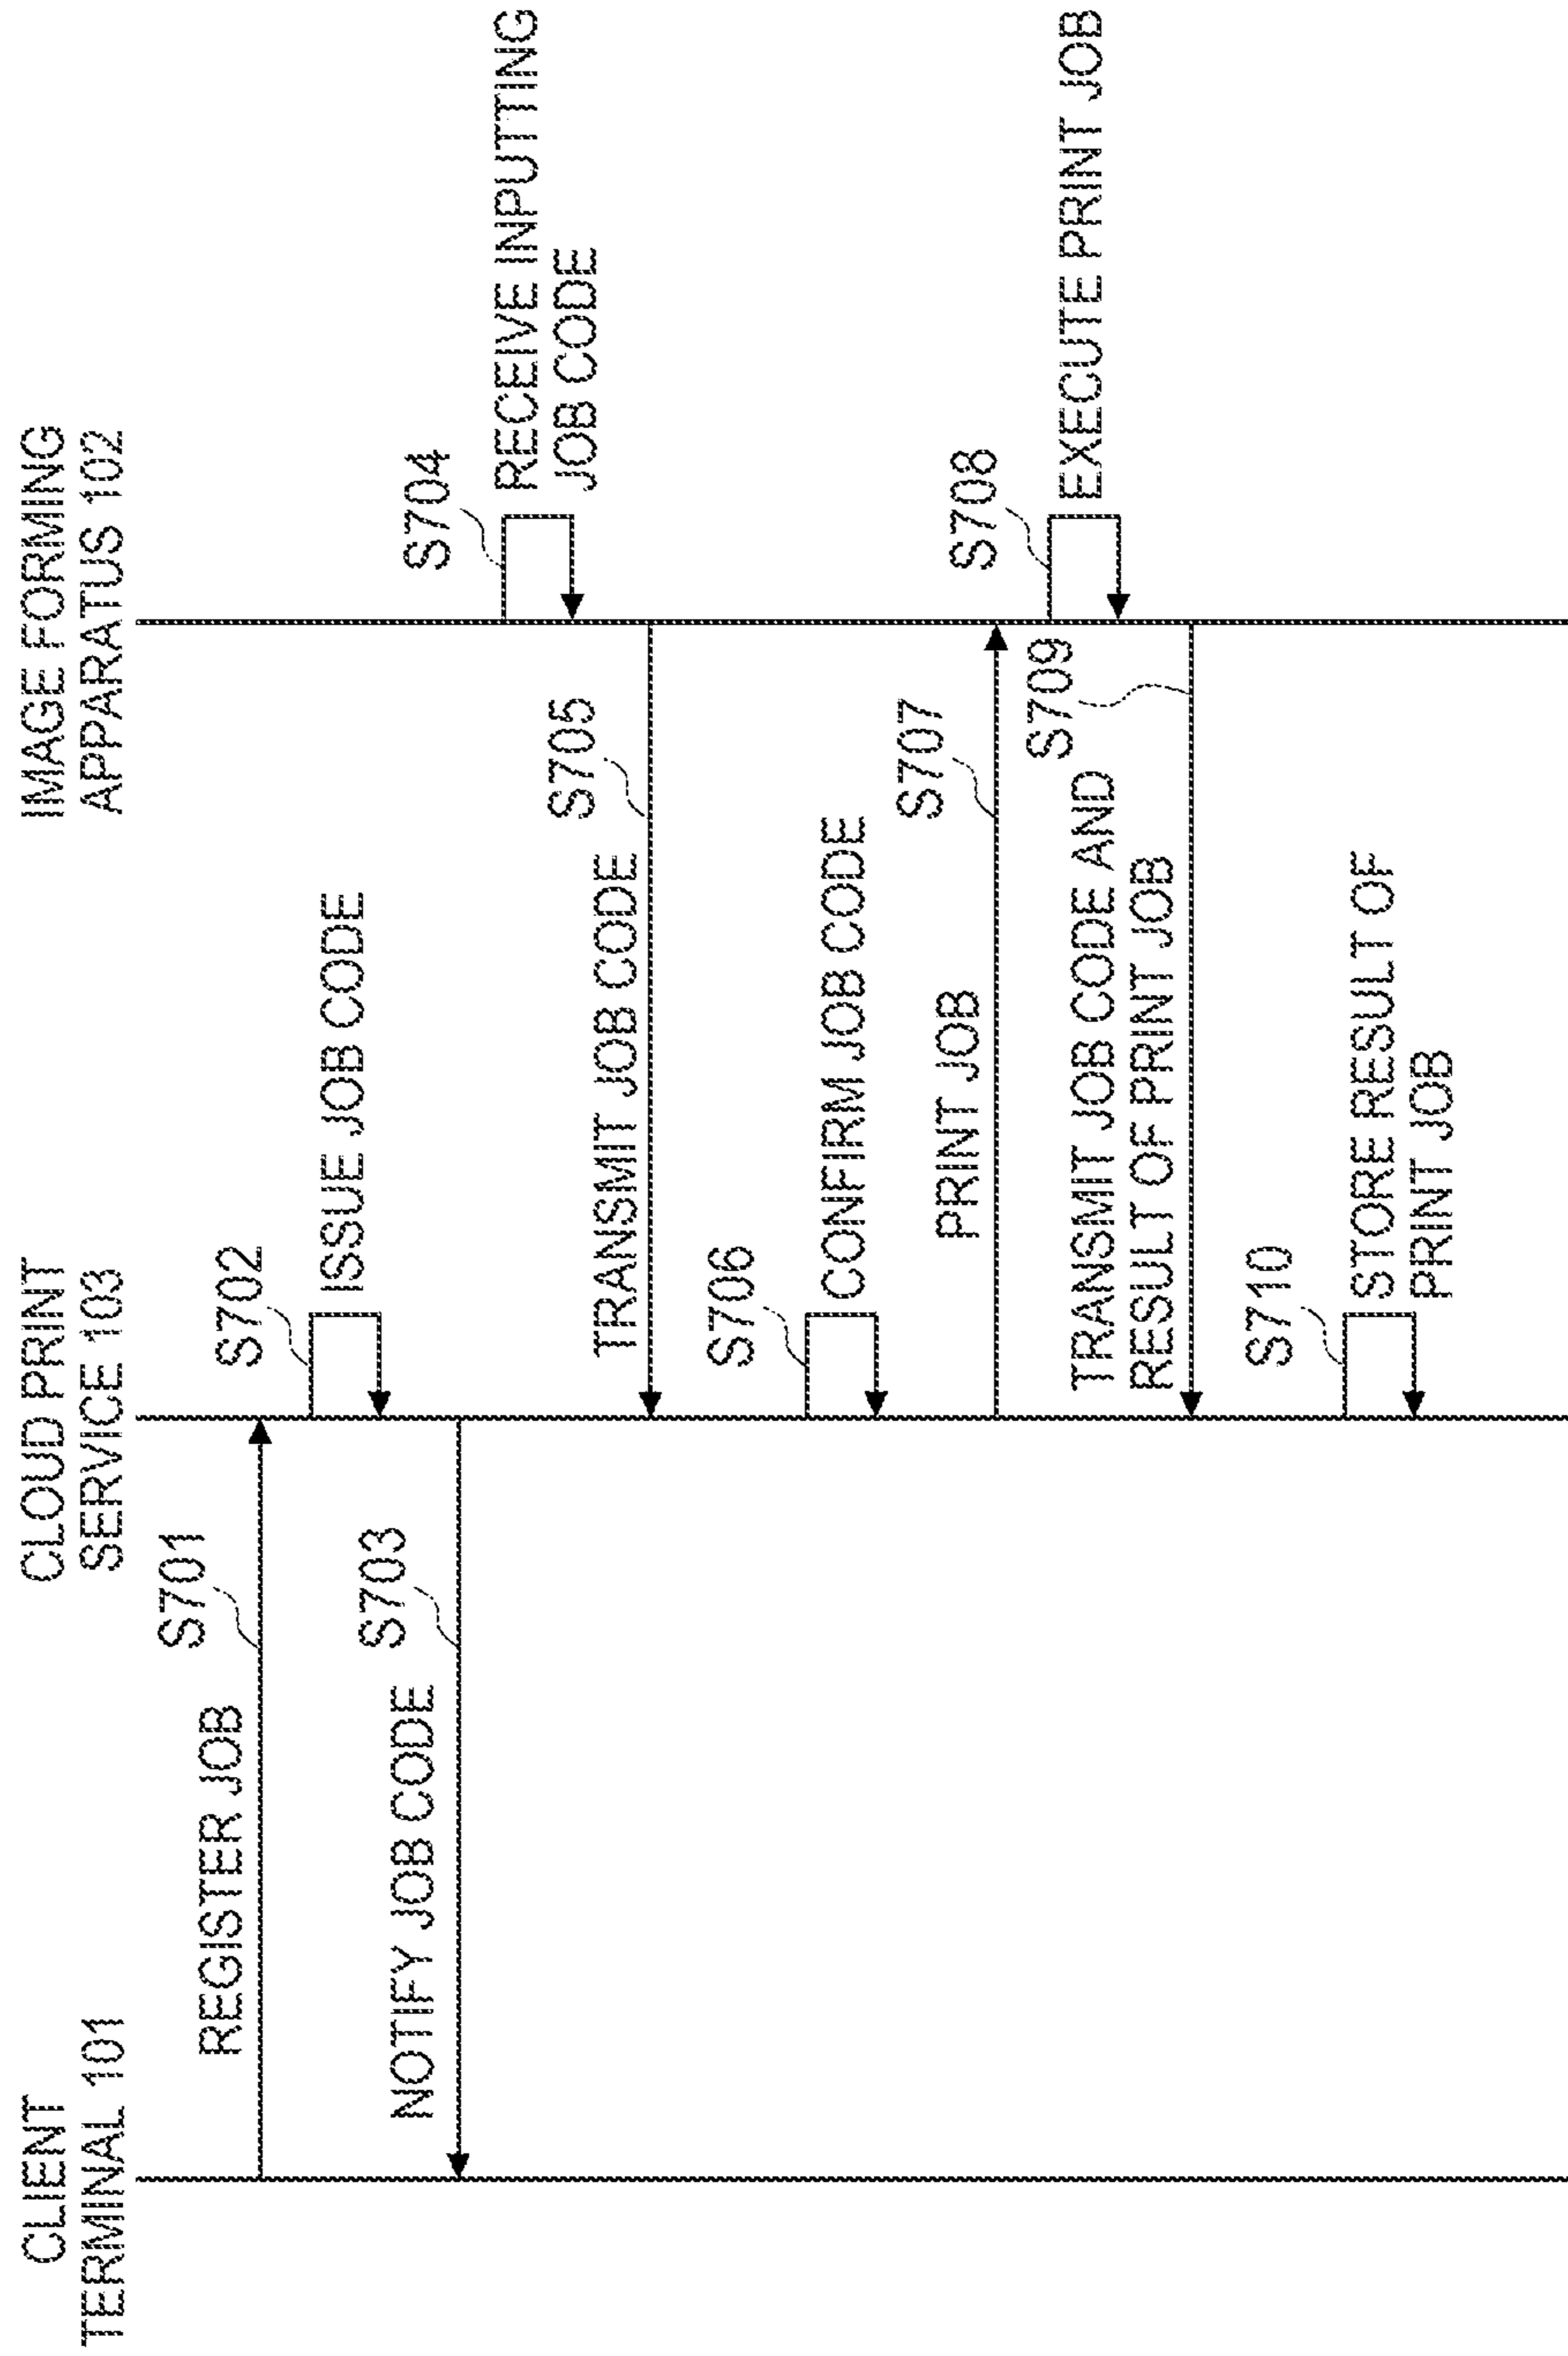 CLIENT
TERMINAL 101
CLOUD PRINT
SERVICE 103
IMAGE FORMING
APPARATUS 102
S701
REGISTER JOB
S702
ISSUE JOB CODE
S703
NOTIFY JOB CODE
S704
RECEIVE INPUTTING
JOB CODE
S705
TRANSMIT JOB CODE
S706
CONFIRM JOB CODE
S707
PRINT JOB
S708
EXECUTE PRINT JOB
S709
TRANSMIT JOB CODE AND
RESULT OF PRINT JOB
S710
STORE RESULT OF
PRINT JOB